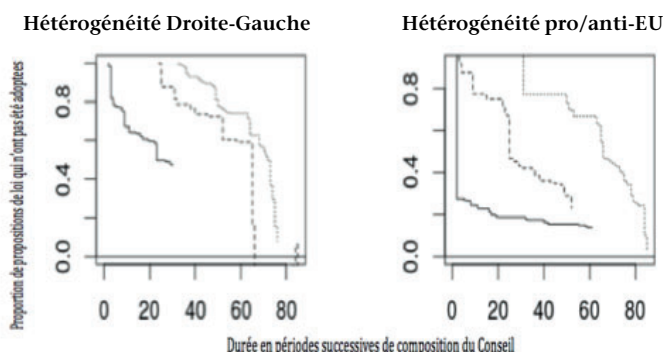 Hétérogénéité Droite-Gauche
Hétérogénéité pro/anti-EU
Proportion de propositions de loi qui n'ont pas été adoptees
0.8
0.4
0.0
0 20 40 60 80
0.8
0.4
0.0
0 20 40 60 80
Durée en périodes successives de composition du Conseil